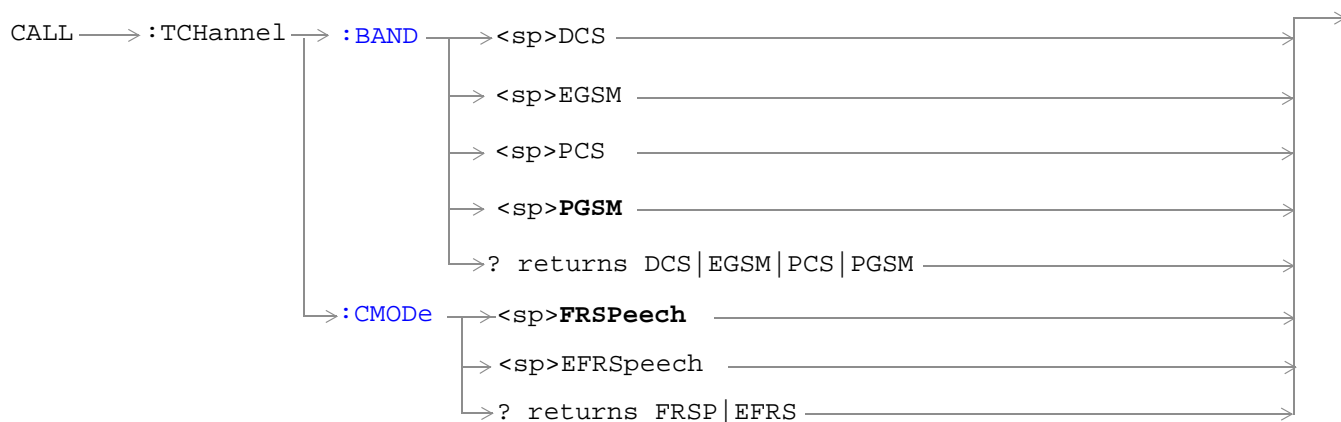 CALL :TCHannel :BAND <sp>DCS
<sp>EGSM
<sp>PCS
<sp>PGSM
? returns DCS|EGSM|PCS|PGSM
:CMODe <sp>FRSPeech
<sp>EFRSpeech
? returns FRSP|EFRS